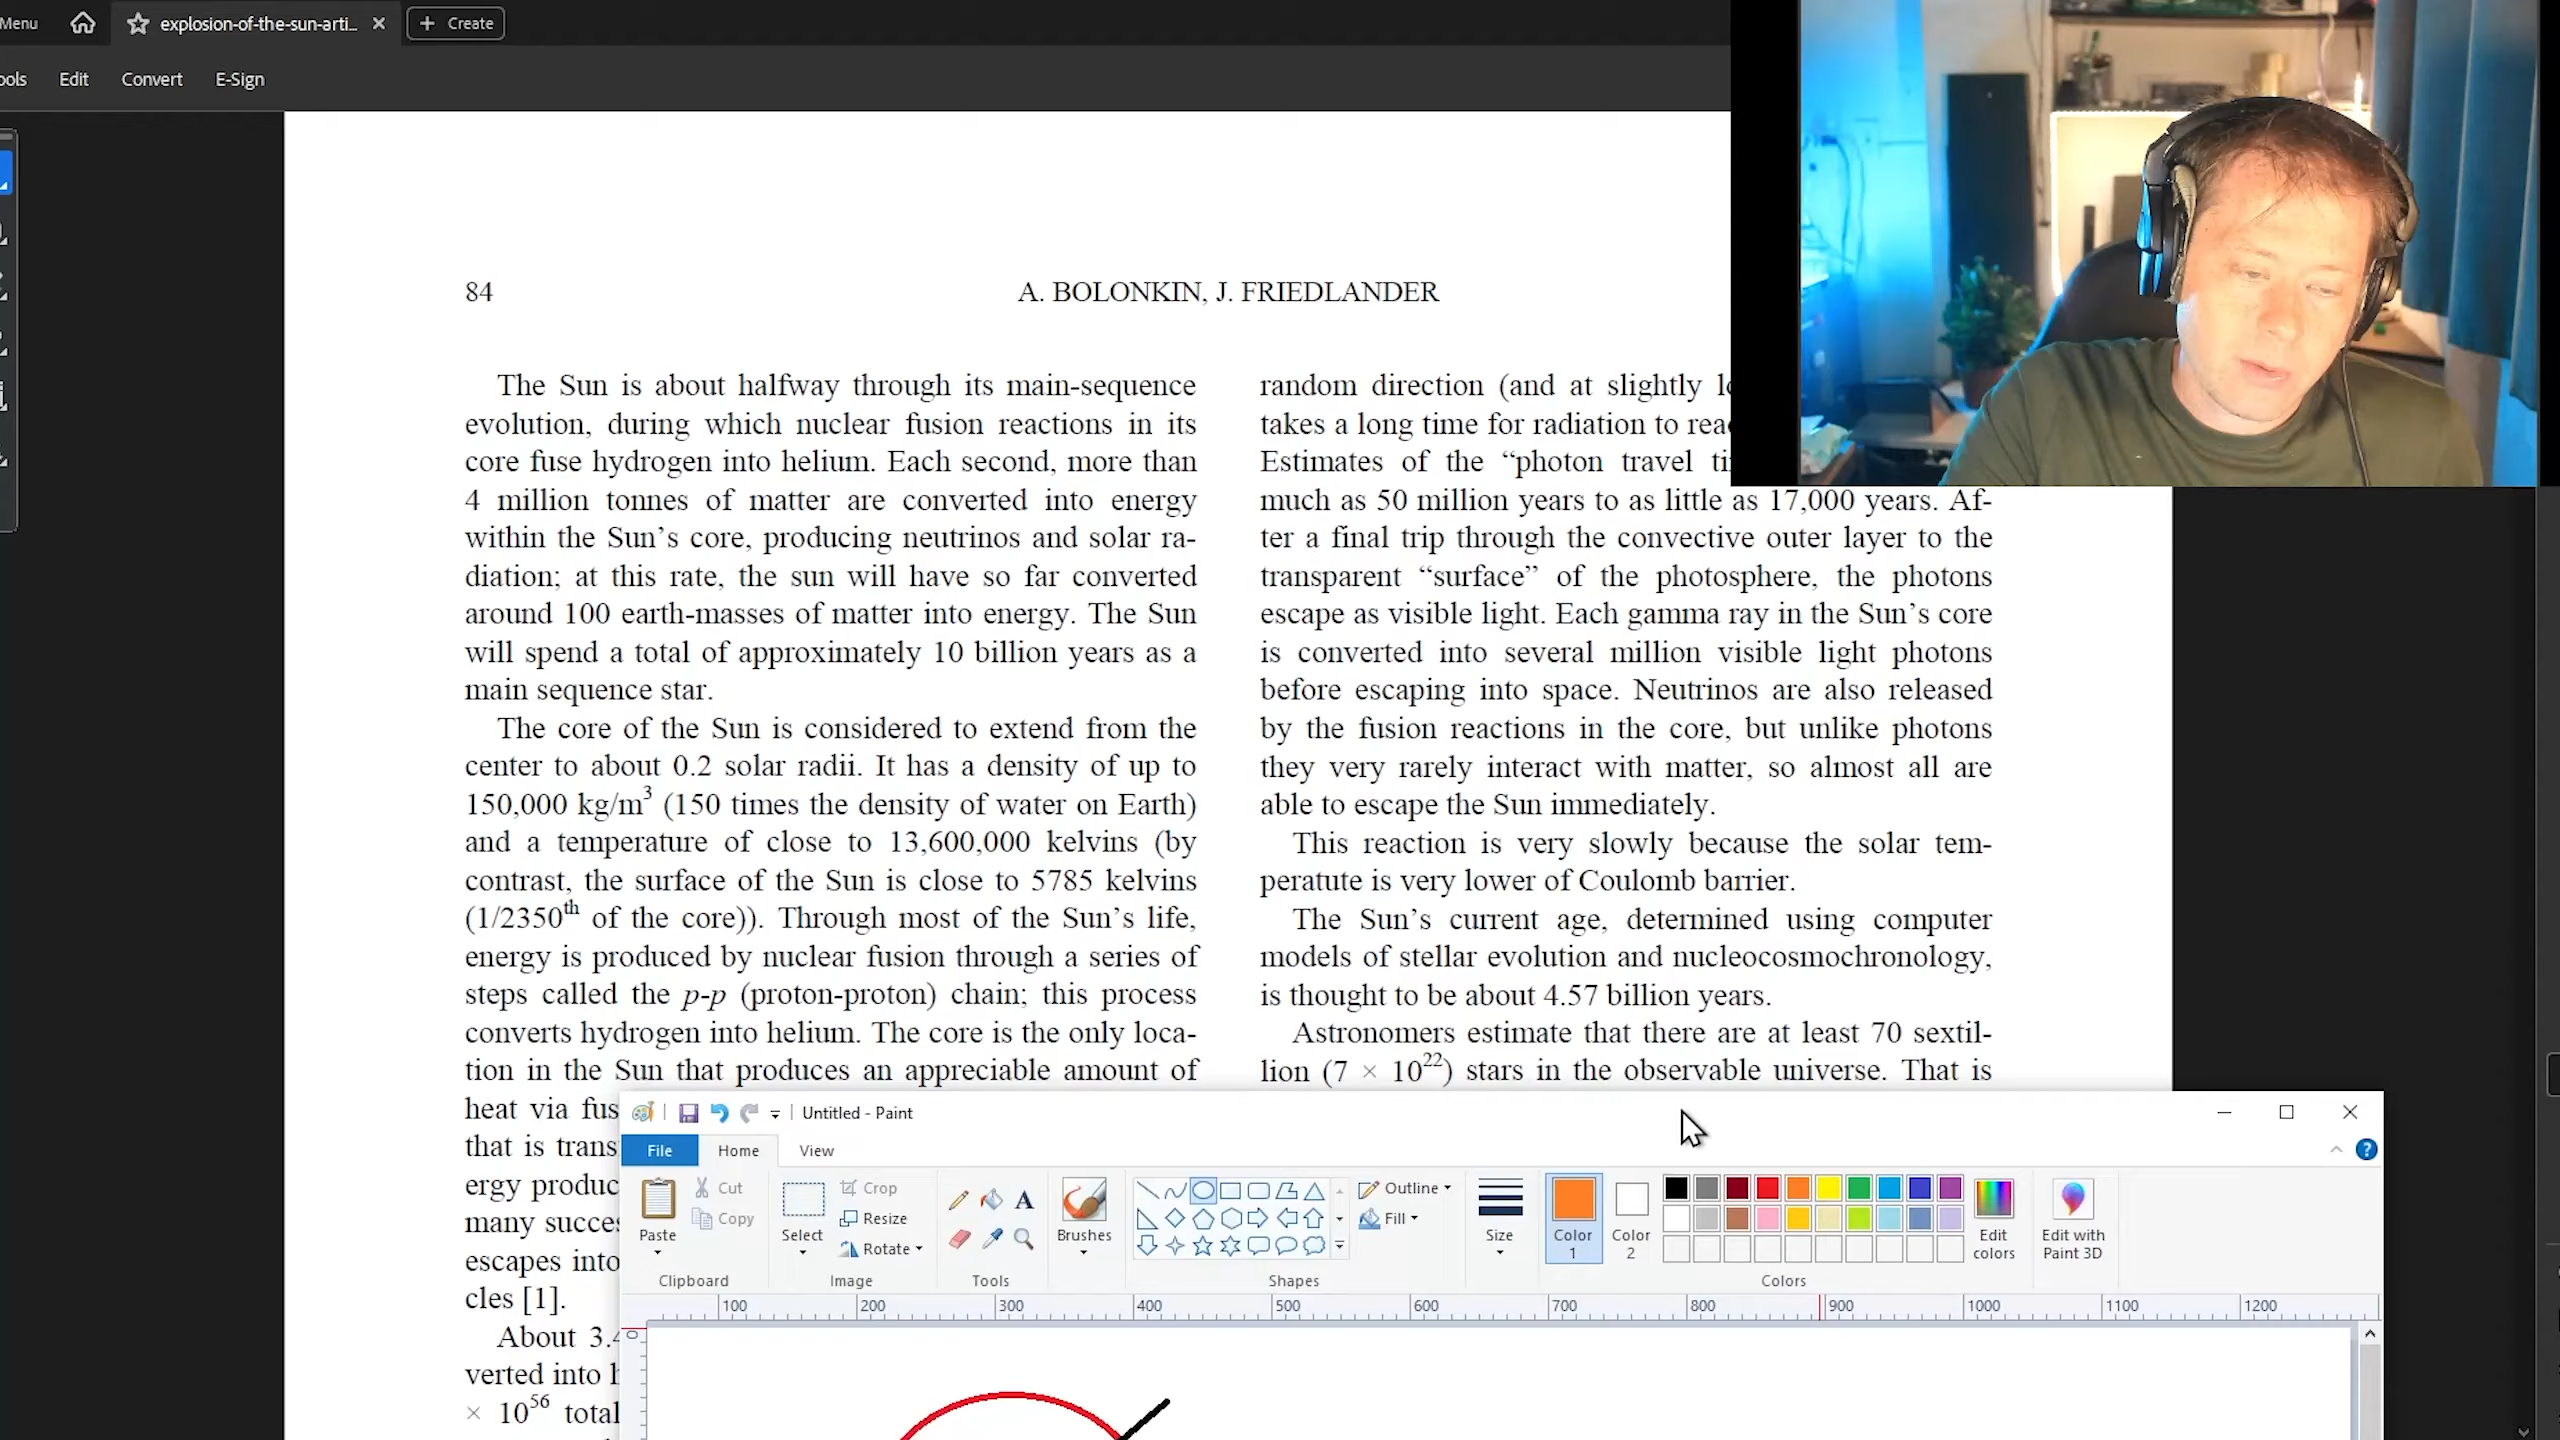 Menu
explosion-of-the-sun-arti...
Create
ools
Edit
Convert
E-Sign
84
A. BOLONKIN, J. FRIEDLANDER
The Sun is about halfway through its main-sequence
evolution, during which nuclear fusion reactions in its
core fuse hydrogen into helium. Each second, more than
4 million tonnes of matter are converted into energy
within the Sun's core, producing neutrinos and solar ra-
diation; at this rate, the sun will have so far converted
around 100 earth-masses of matter into energy. The Sun
will spend a total of approximately 10 billion years as a
main sequence star.
The core of the Sun is considered to extend from the
center to about 0.2 solar radii. It has a density of up to
150,000 kg/m³ (150 times the density of water on Earth)
and a temperature of close to 13,600,000 kelvins (by
contrast, the surface of the Sun is close to 5785 kelvins
(1/2350th of the core)). Through most of the Sun's life,
energy is produced by nuclear fusion through a series of
steps called the p-p (proton-proton) chain; this process
converts hydrogen into helium. The core is the only loca-
tion in the Sun that produces an appreciable amount of
heat via fus
that is trans
ergy produc
many succes
escapes into
cles [1].
About 3.4
verted into h
× 10⁵⁶ total
random direction (and at slightly lo
takes a long time for radiation to reac
Estimates of the “photon travel ti
much as 50 million years to as little as 17,000 years. Af-
ter a final trip through the convective outer layer to the
transparent “surface” of the photosphere, the photons
escape as visible light. Each gamma ray in the Sun's core
is converted into several million visible light photons
before escaping into space. Neutrinos are also released
by the fusion reactions in the core, but unlike photons
they very rarely interact with matter, so almost all are
able to escape the Sun immediately.
This reaction is very slowly because the solar tem-
peratute is very lower of Coulomb barrier.
The Sun's current age, determined using computer
models of stellar evolution and nucleocosmochronology,
is thought to be about 4.57 billion years.
Astronomers estimate that there are at least 70 sextil-
lion (7 × 10²²) stars in the observable universe. That is
Untitled - Paint
File
Home
View
Paste
Cut
Copy
Clipboard
Select
Crop
Resize
Rotate
Image
A
Tools
Brushes
Shapes
Outline
Fill
Size
Color
1
Color
2
Colors
Edit
colors
Edit with
Paint 3D
?
100
200
300
400
500
600
700
800
900
1000
1100
1200
0